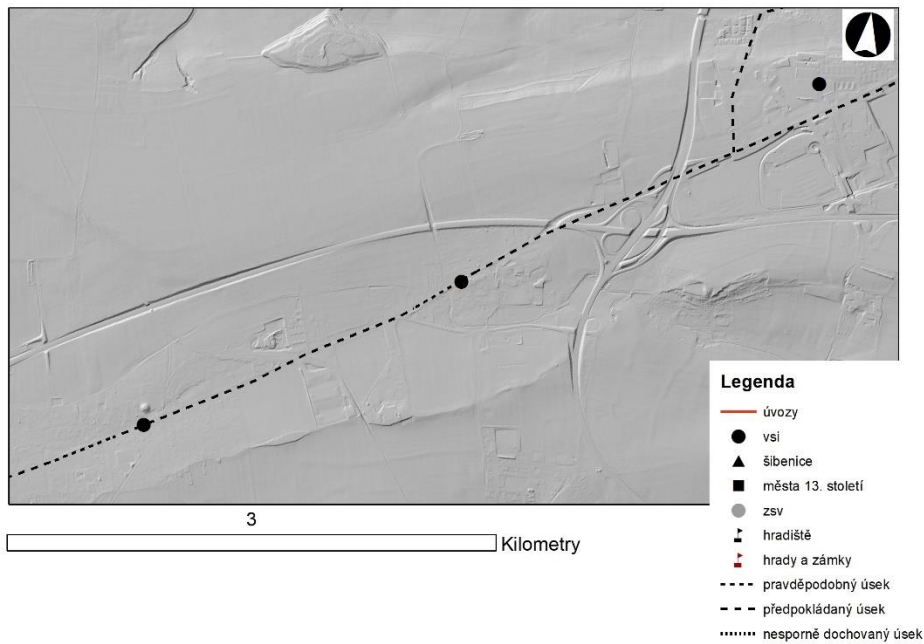 Legenda
úvozy
vsi
šibenice
města 13. století
zsv
hradiště
hrady a zámky
pravděpodobný úsek
předpokládaný úsek
nesporně dochovaný úsek
3
Kilometry